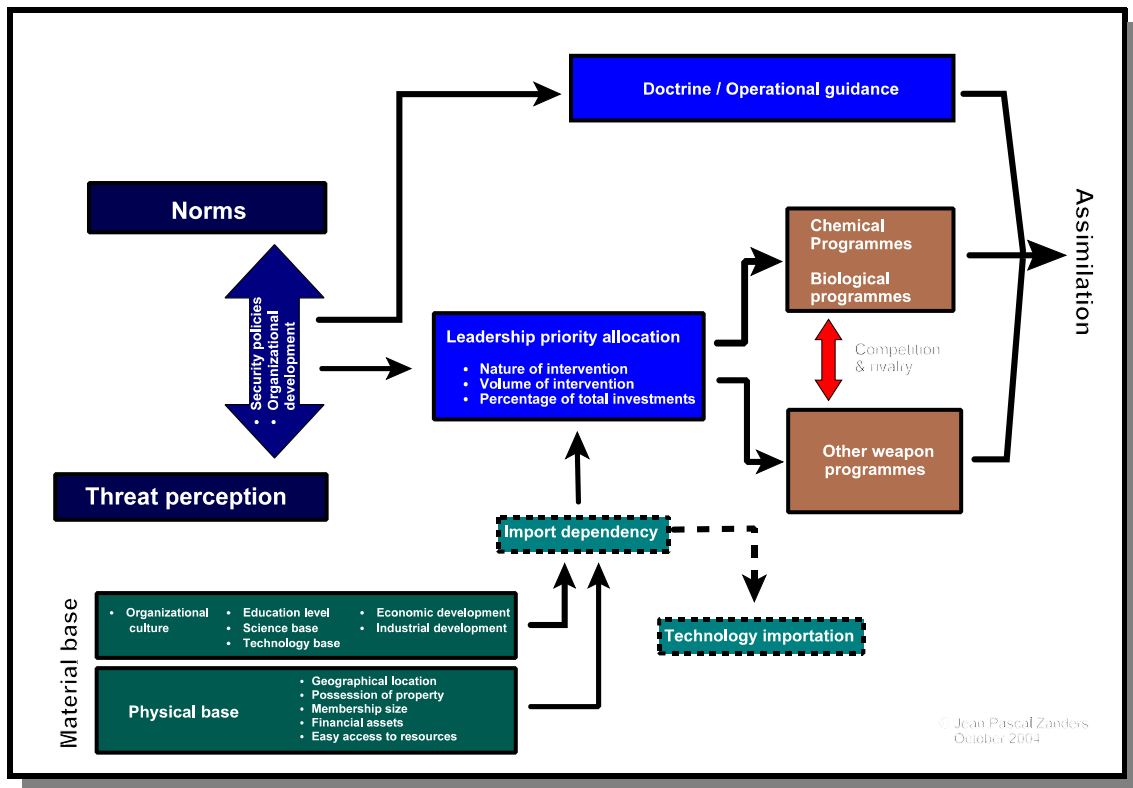 Doctrine / Operational guidance
Norms
Security policies
Organizational
development
Threat perception
Leadership priority allocation
• Nature of intervention
• Volume of intervention
• Percentage of total investments
Chemical
Programmes
Biological
programmes
Competition
& rivalry
Other weapon
programmes
Assimilation
Import dependency
Technology importation
Material base
• Organizational
culture
• Education level
• Science base
• Technology base
• Economic development
• Industrial development
Physical base
• Geographical location
• Possession of property
• Membership size
• Financial assets
• Easy access to resources
© Jean Pascal Zanders
October 2004